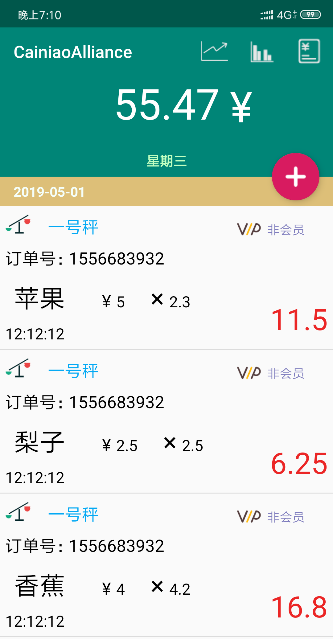 晚上7:10
4G 99
CainiaoAlliance
55.47 ¥
星期三
2019-05-01
一号秤
VIP 非会员
订单号: 1556683932
苹果 ¥ 5 × 2.3
11.5
12:12:12
一号秤
VIP 非会员
订单号: 1556683932
梨子 ¥ 2.5 × 2.5
6.25
12:12:12
一号秤
VIP 非会员
订单号: 1556683932
香蕉 ¥ 4 × 4.2
16.8
12:12:12